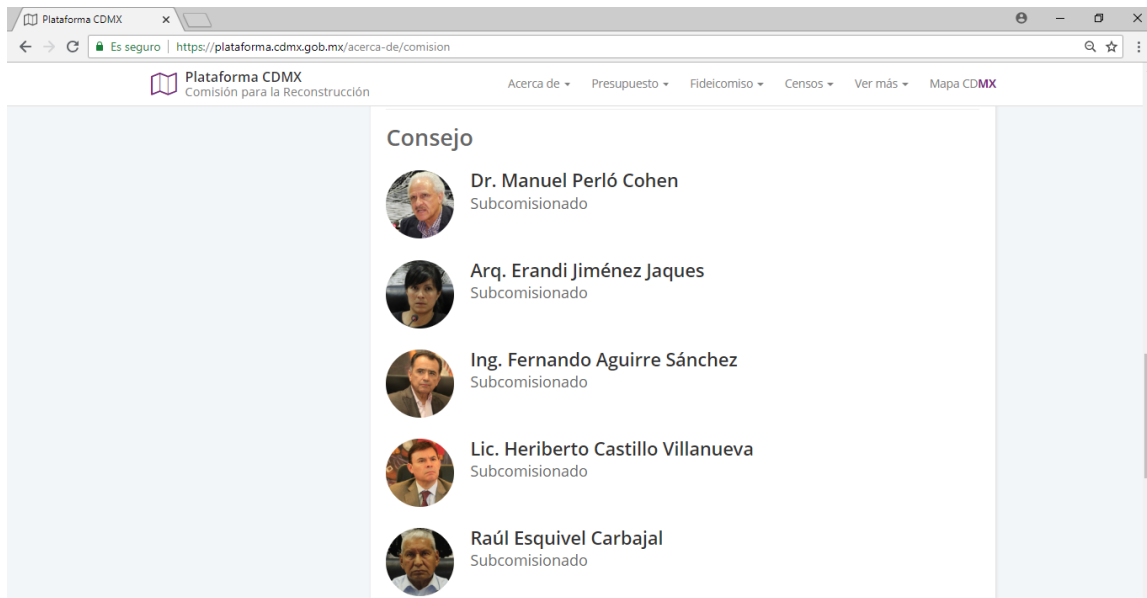 Plataforma CDMX
Es seguro | https://plataforma.cdmx.gob.mx/acerca-de/comision
Plataforma CDMX
Comisión para la Reconstrucción
Acerca de Presupuesto Fideicomiso Censos Ver más Mapa CDMX
Consejo
Dr. Manuel Perló Cohen
Subcomisionado
Arq. Erandi Jiménez Jaques
Subcomisionado
Ing. Fernando Aguirre Sánchez
Subcomisionado
Lic. Heriberto Castillo Villanueva
Subcomisionado
Raúl Esquivel Carbajal
Subcomisionado